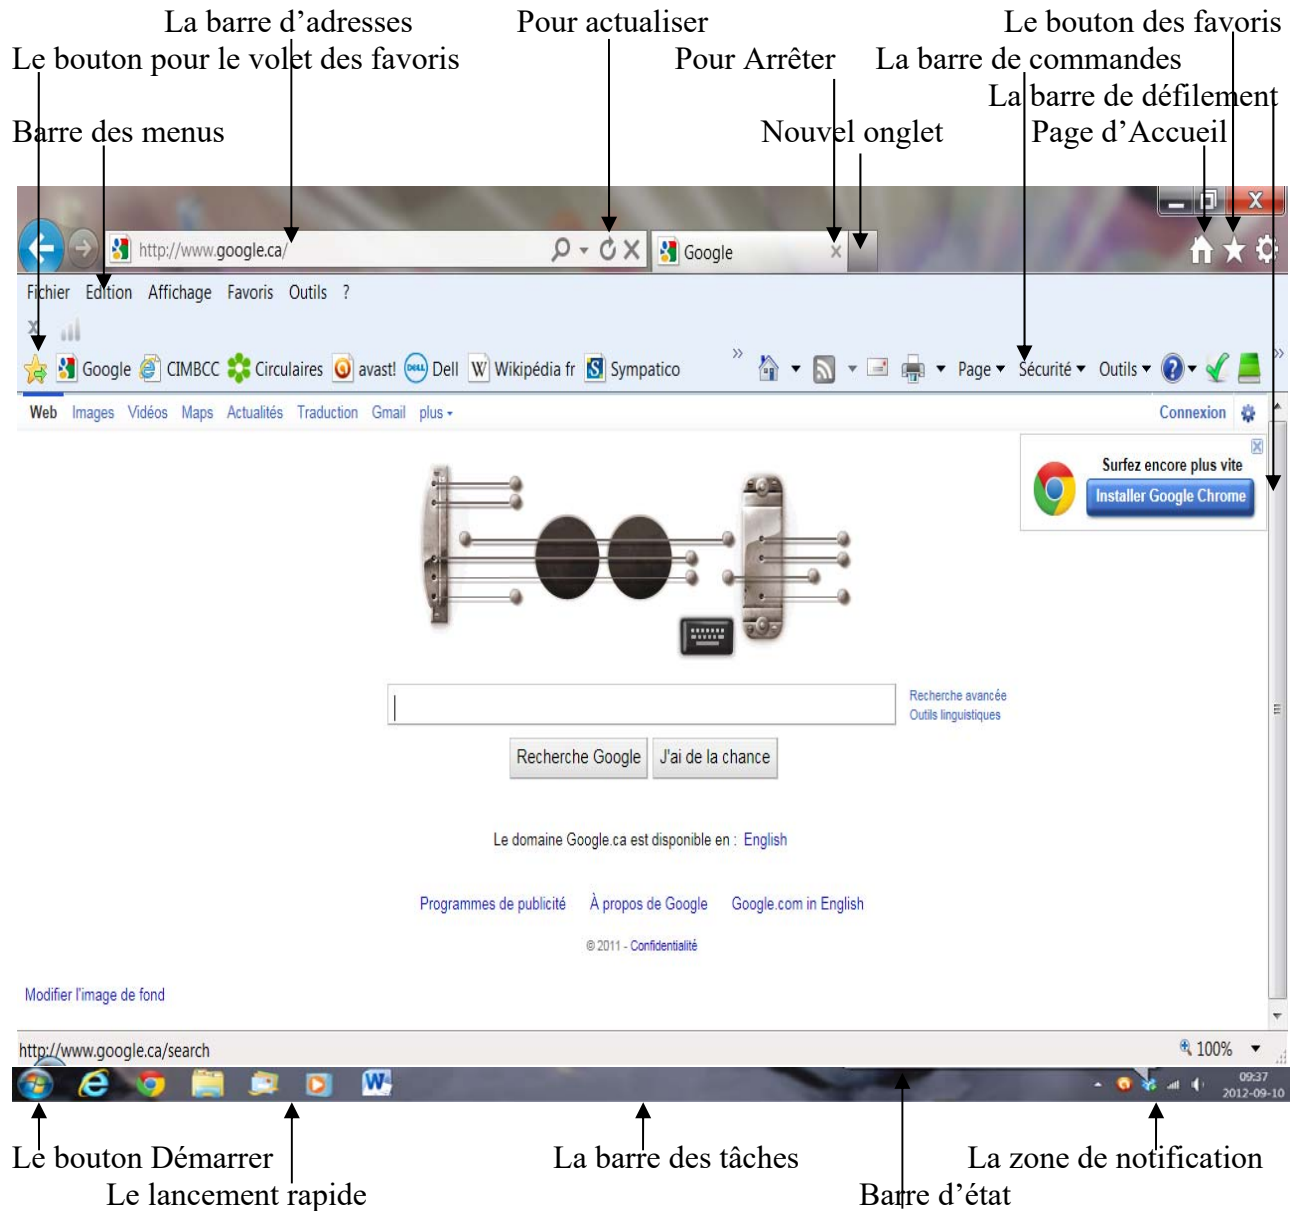 La barre d’adresses Pour actualiser Le bouton des favoris
Le bouton pour le volet des favoris Pour Arrêter La barre de commandes
La barre de défilement
Barre des menus Nouvel onglet Page d’Accueil
http://www.google.ca/ Google
Fichier Edition Affichage Favoris Outils ?
Google CIMBCC Circulaires avast! Dell Wikipédia fr Sympatico » Page Sécurité Outils »
Web Images Vidéos Maps Actualités Traduction Gmail plus Connexion
Surfez encore plus vite
Installer Google Chrome
Recherche avancée
Outils linguistiques
Recherche Google J'ai de la chance
Le domaine Google.ca est disponible en : English
Programmes de publicité À propos de Google Google.com in English
© 2011 - Confidentialité
Modifier l'image de fond
http://www.google.ca/search 100%
09:37
2012-09-10
Le bouton Démarrer La barre des tâches La zone de notification
Le lancement rapide Barre d’état